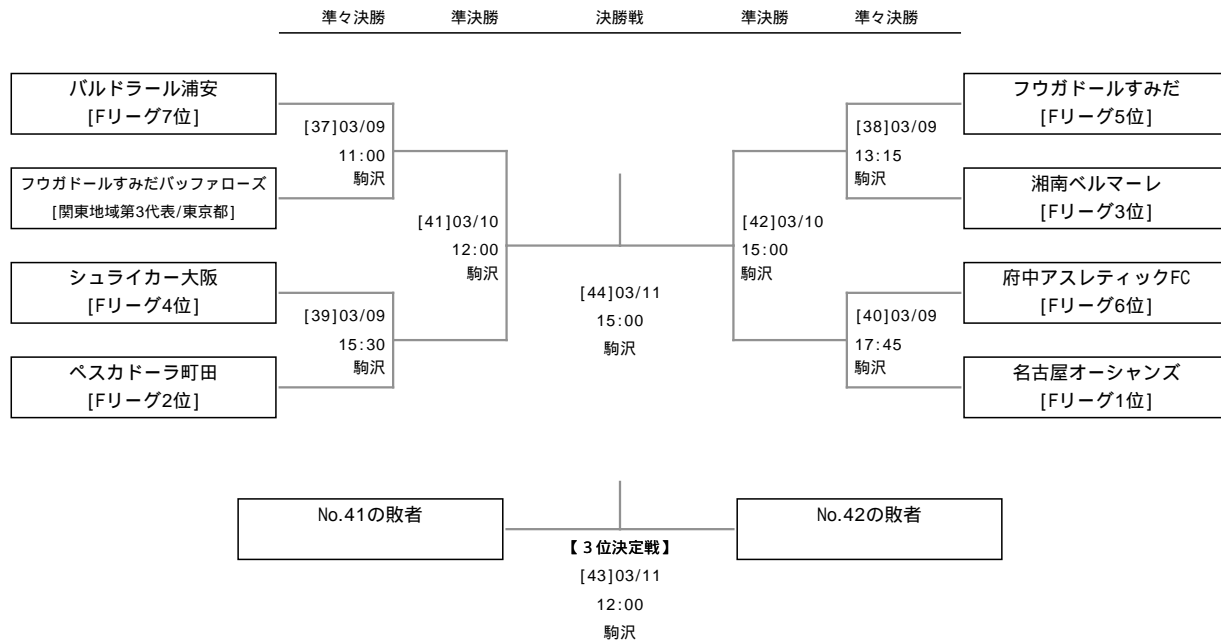 準々決勝 準決勝 決勝戦 準決勝 準々決勝
バルドラール浦安
[Fリーグ7位]
[37]03/09
11:00
駒沢
フウガドールすみだバッファローズ
[関東地域第3代表/東京都]
[41]03/10
12:00
駒沢
シュライカー大阪
[Fリーグ4位]
[39]03/09
15:30
駒沢
ペスカドーラ町田
[Fリーグ2位]
[44]03/11
15:00
駒沢
フウガドールすみだ
[Fリーグ5位]
[38]03/09
13:15
駒沢
湘南ベルマーレ
[Fリーグ3位]
[42]03/10
15:00
駒沢
府中アスレティックFC
[Fリーグ6位]
[40]03/09
17:45
駒沢
名古屋オーシャンズ
[Fリーグ1位]
No.41の敗者
No.42の敗者
【3位決定戦】
[43]03/11
12:00
駒沢